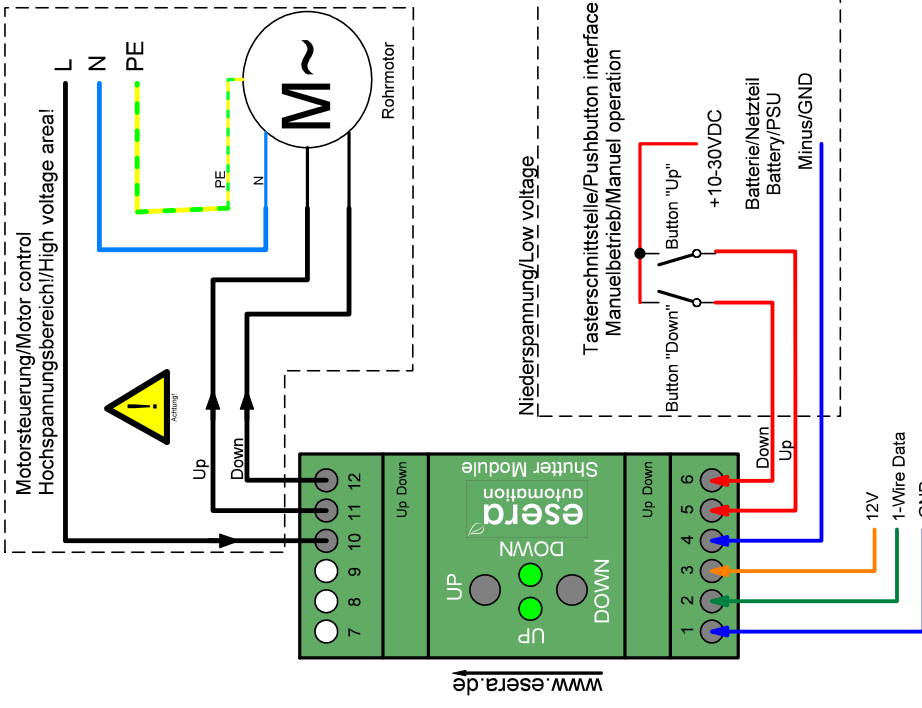 Motorsteuerung/Motor control
Hochspannungsbereich!/High voltage area!
L
N
PE
PE
N
M~
Rohrmotor
!
Achtung!
Up
Down
Niederspannung/Low voltage
Tasterschnittstelle/Pushbutton interface
Manuelbetrieb/Manuel operation
Button "Up"
Button "Down"
+10-30VDC
Batterie/Netzteil
Battery/PSU
Minus/GND
Down
Up
7
8
9
10
11
12
Up Down
Shutter Module
esera
automation
UP
DOWN
UP
DOWN
Up Down
1
2
3
4
5
6
12V
1-Wire Data
GND
www.esera.de